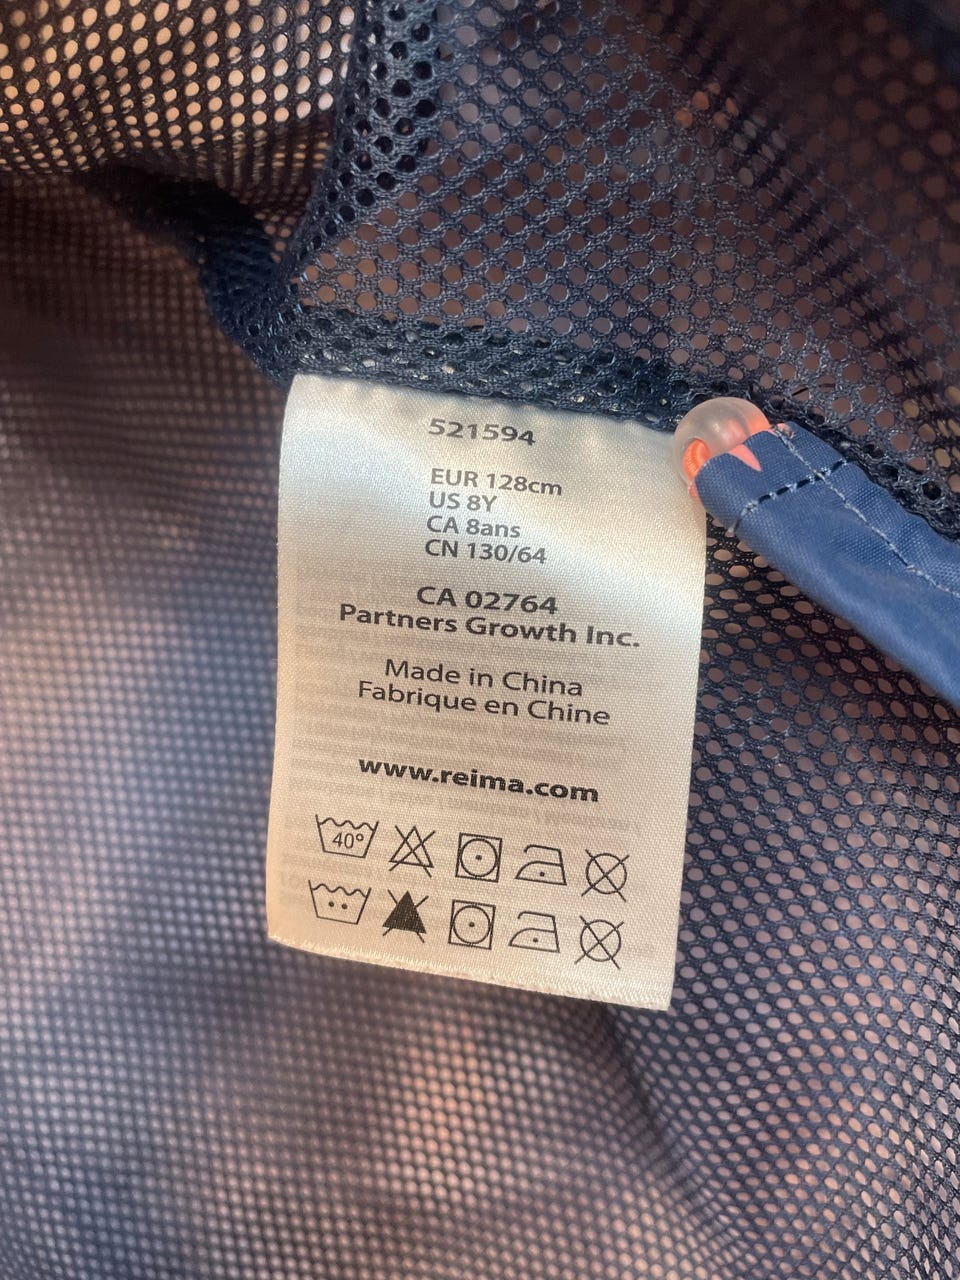 521594
EUR 128cm
US 8Y
CA 8ans
CN 130/64
CA 02764
Partners Growth Inc.
Made in China
Fabrique en Chine
www.reima.com
40°